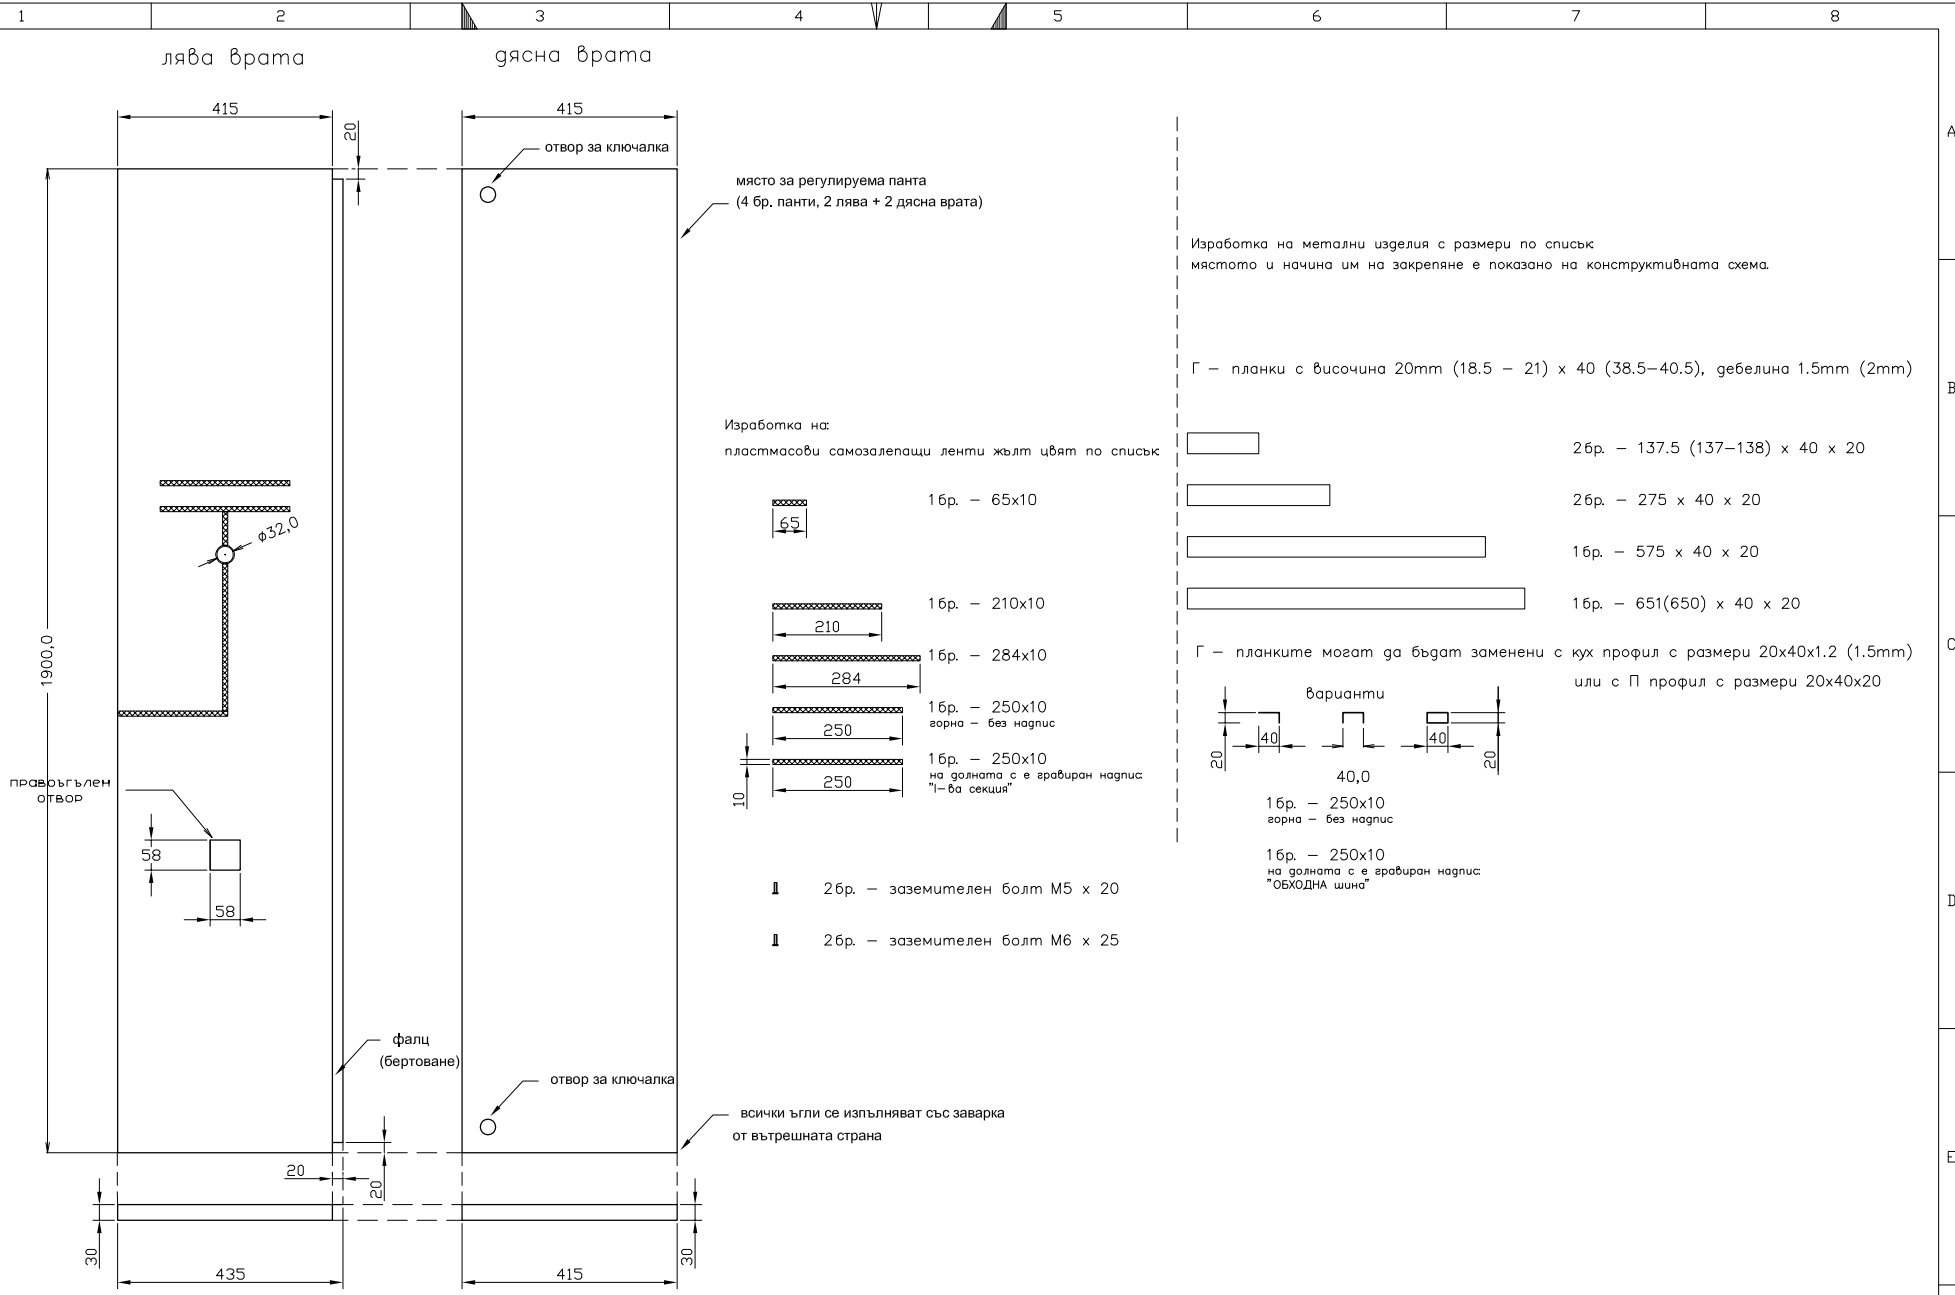 1 2 3 4 5 6 7 8
лява врата
дясна врата
415
20
415
отвор за ключалка
място за регулируема панта
(4 бр. панти, 2 лява + 2 дясна врата)
1900,0
ø32,0
правоъгълен
отвор
58
58
фалц
(бертоване)
отвор за ключалка
всички ъгли се изпълняват със заварка
от вътрешната страна
20
20
30
435
30
415
Изработка на:
пластмасови самозалепащи ленти жълт цвят по списък:
65
1бр. – 65x10
210
1бр. – 210x10
284
1бр. – 284x10
250
1бр. – 250x10
горна – без надпис
10
250
1бр. – 250x10
на долната с е гравиран надпис:
"I–ва секция"
2бр. – заземителен болт M5 x 20
2бр. – заземителен болт M6 x 25
Изработка на метални изделия с размери по списък:
мястото и начина им на закрепяне е показано на конструктивната схема.
Г – планки с височина 20mm (18.5 – 21) x 40 (38.5–40.5), дебелина 1.5mm (2mm)
2бр. – 137.5 (137–138) x 40 x 20
2бр. – 275 x 40 x 20
1бр. – 575 x 40 x 20
1бр. – 651(650) x 40 x 20
Г – планките могат да бъдат заменени с кух профил с размери 20x40x1.2 (1.5mm)
или с П профил с размери 20x40x20
варианти
20
40
40,0
40
20
1бр. – 250x10
горна – без надпис
1бр. – 250x10
на долната с е гравиран надпис:
"ОБХОДНА шина"
A
B
C
D
E